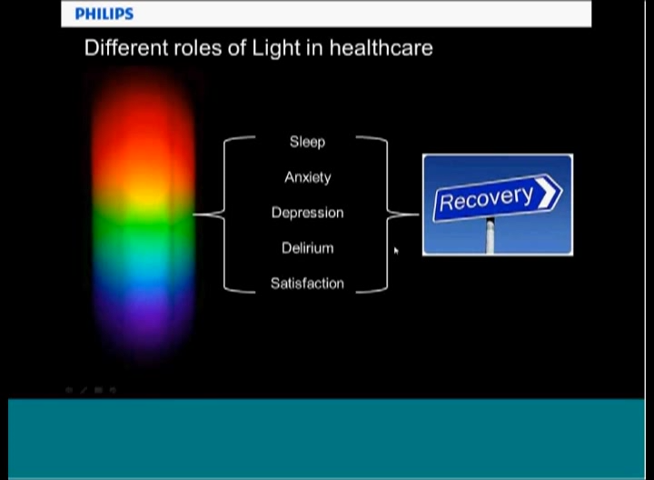 PHILIPS
Different roles of Light in healthcare
Sleep
Anxiety
Depression
Delirium
Satisfaction
Recovery